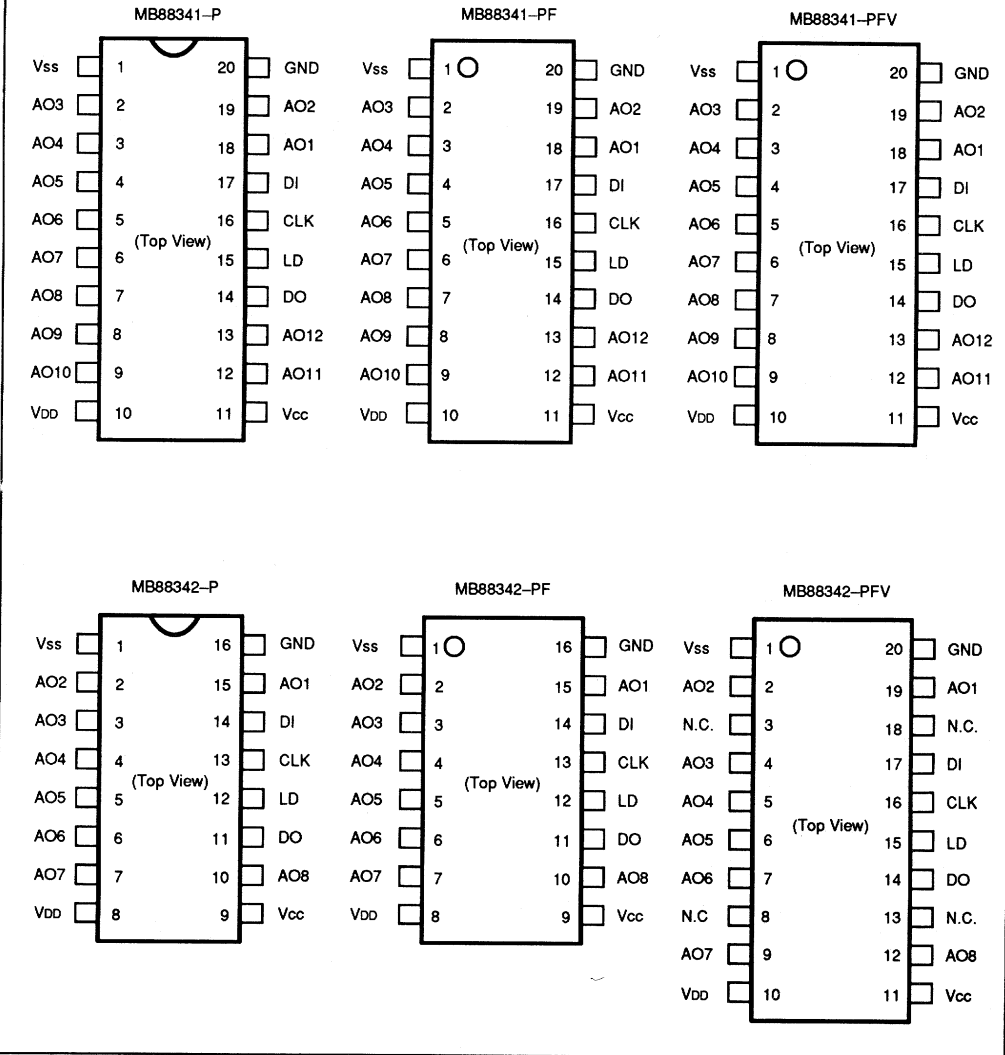 MB88341–P
Vss 1 20 GND
AO3 2 19 AO2
AO4 3 18 AO1
AO5 4 17 DI
AO6 5 16 CLK
(Top View)
AO7 6 15 LD
AO8 7 14 DO
AO9 8 13 AO12
AO10 9 12 AO11
VDD 10 11 Vcc
MB88341–PF
Vss 1 20 GND
AO3 2 19 AO2
AO4 3 18 AO1
AO5 4 17 DI
AO6 5 16 CLK
(Top View)
AO7 6 15 LD
AO8 7 14 DO
AO9 8 13 AO12
AO10 9 12 AO11
VDD 10 11 Vcc
MB88341–PFV
Vss 1 20 GND
AO3 2 19 AO2
AO4 3 18 AO1
AO5 4 17 DI
AO6 5 16 CLK
(Top View)
AO7 6 15 LD
AO8 7 14 DO
AO9 8 13 AO12
AO10 9 12 AO11
VDD 10 11 Vcc
MB88342–P
Vss 1 16 GND
AO2 2 15 AO1
AO3 3 14 DI
AO4 4 13 CLK
(Top View)
AO5 5 12 LD
AO6 6 11 DO
AO7 7 10 AO8
VDD 8 9 Vcc
MB88342–PF
Vss 1 16 GND
AO2 2 15 AO1
AO3 3 14 DI
AO4 4 13 CLK
(Top View)
AO5 5 12 LD
AO6 6 11 DO
AO7 7 10 AO8
VDD 8 9 Vcc
MB88342–PFV
Vss 1 20 GND
AO2 2 19 AO1
N.C. 3 18 N.C.
AO3 4 17 DI
AO4 5 16 CLK
(Top View)
AO5 6 15 LD
AO6 7 14 DO
N.C 8 13 N.C.
AO7 9 12 AO8
VDD 10 11 Vcc